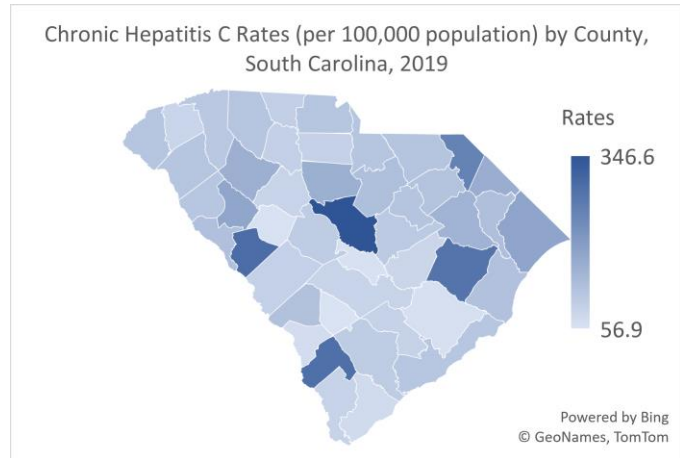 Chronic Hepatitis C Rates (per 100,000 population) by County,
South Carolina, 2019
Rates
346.6
56.9
Powered by Bing
© GeoNames, TomTom